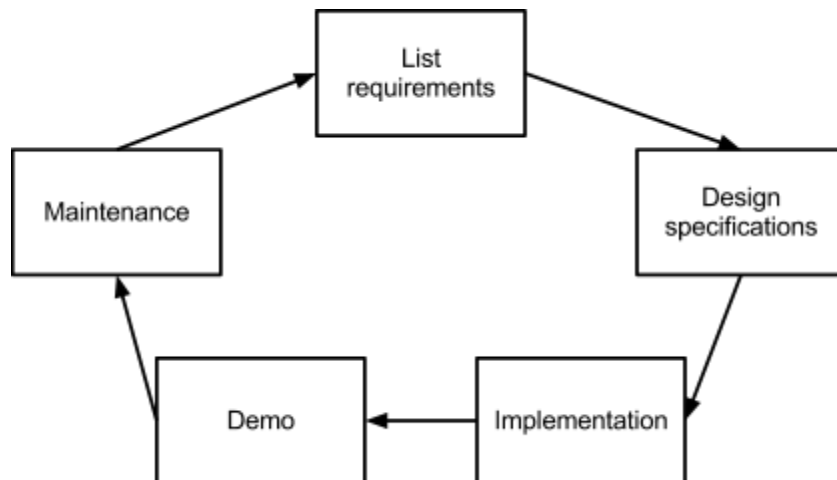 List
requirements
Maintenance
Design
specifications
Demo
Implementation